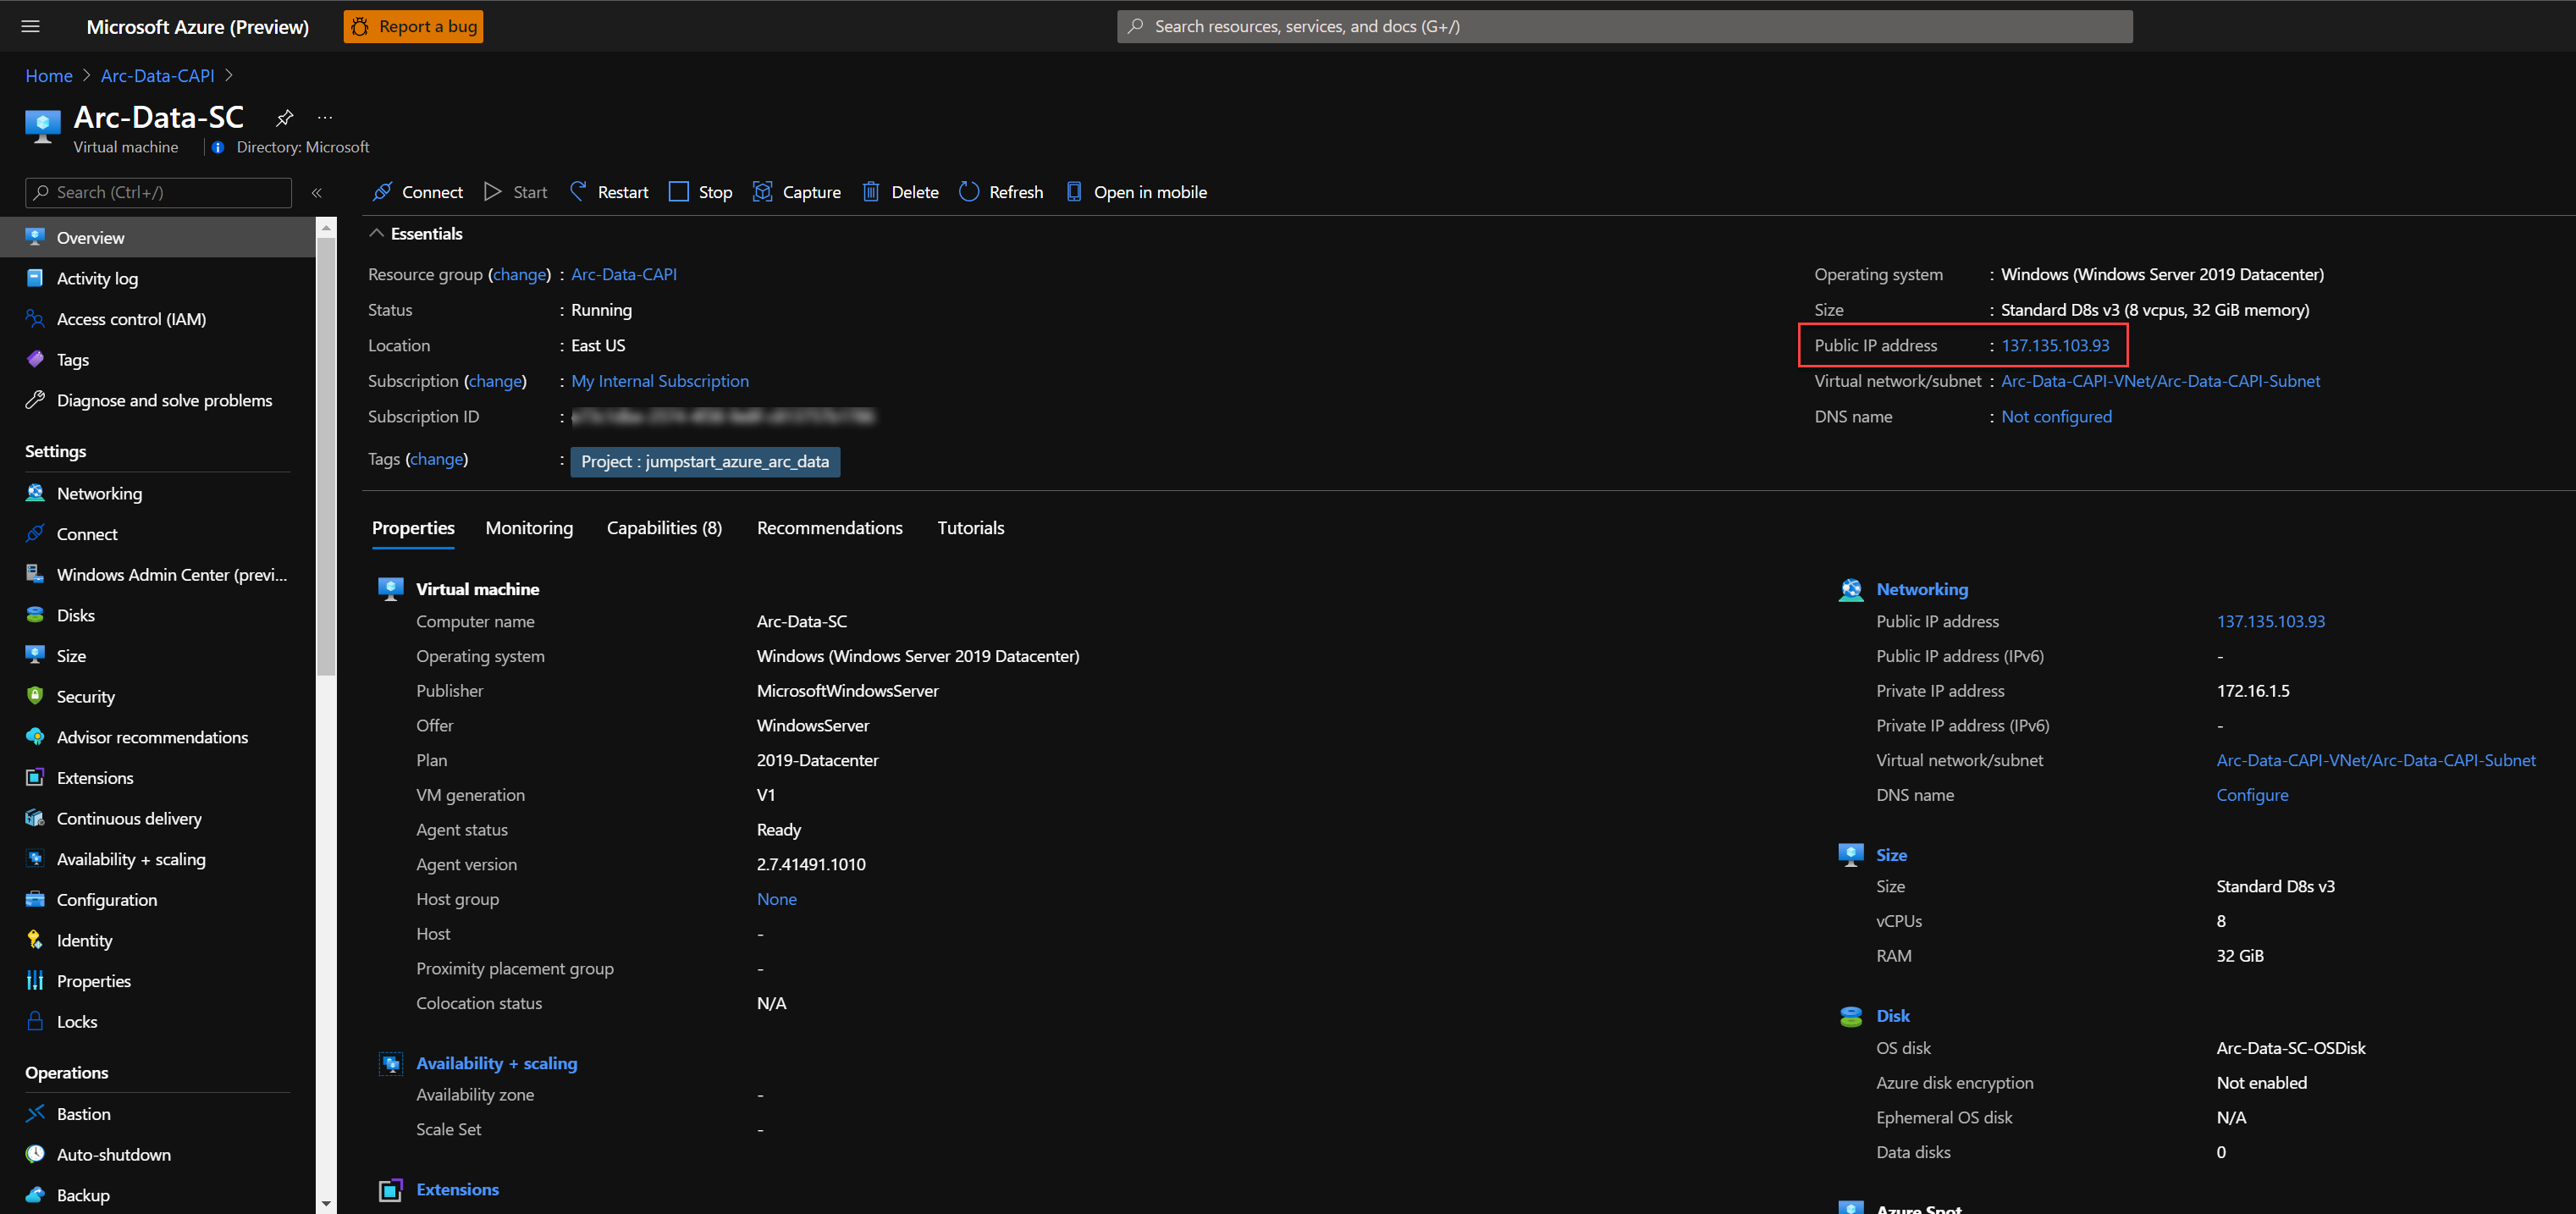 Microsoft Azure (Preview)
Report a bug
Search resources, services, and docs (G+/)
Home > Arc-Data-CAPI >
Arc-Data-SC
...
Virtual machine
Directory: Microsoft
Search (Ctrl+/)
«
Connect
Start
Restart
Stop
Capture
Delete
Refresh
Open in mobile
Overview
Activity log
Access control (IAM)
Tags
Diagnose and solve problems
Settings
Networking
Connect
Windows Admin Center (previ...
Disks
Size
Security
Advisor recommendations
Extensions
Continuous delivery
Availability + scaling
Configuration
Identity
Properties
Locks
Operations
Bastion
Auto-shutdown
Backup
Essentials
Resource group (change) : Arc-Data-CAPI
Status : Running
Location : East US
Subscription (change) : My Internal Subscription
Subscription ID :
Tags (change) : Project : jumpstart_azure_arc_data
Operating system : Windows (Windows Server 2019 Datacenter)
Size : Standard D8s v3 (8 vcpus, 32 GiB memory)
Public IP address : 137.135.103.93
Virtual network/subnet : Arc-Data-CAPI-VNet/Arc-Data-CAPI-Subnet
DNS name : Not configured
Properties Monitoring Capabilities (8) Recommendations Tutorials
Virtual machine
Computer name Arc-Data-SC
Operating system Windows (Windows Server 2019 Datacenter)
Publisher MicrosoftWindowsServer
Offer WindowsServer
Plan 2019-Datacenter
VM generation V1
Agent status Ready
Agent version 2.7.41491.1010
Host group None
Host -
Proximity placement group -
Colocation status N/A
Availability + scaling
Availability zone -
Scale Set -
Extensions
Networking
Public IP address 137.135.103.93
Public IP address (IPv6) -
Private IP address 172.16.1.5
Private IP address (IPv6) -
Virtual network/subnet Arc-Data-CAPI-VNet/Arc-Data-CAPI-Subnet
DNS name Configure
Size
Size Standard D8s v3
vCPUs 8
RAM 32 GiB
Disk
OS disk Arc-Data-SC-OSDisk
Azure disk encryption Not enabled
Ephemeral OS disk N/A
Data disks 0
Azure Spot